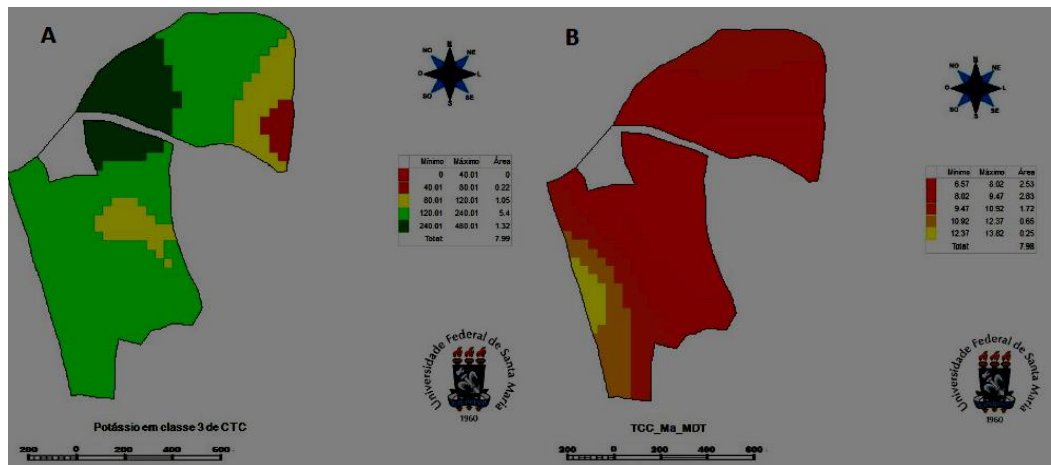 A
N
NO NE
O L
SO SE
S
Mínimo Máximo Área
0 40.01 0
40.01 80.01 0.22
80.01 120.01 1.05
120.01 240.01 5.4
240.01 480.01 1.32
Total: 7.99
Universidade Federal de Santa Maria
1960
Potássio em classe 3 de CTC
200 0 200 400 600
B
N
NO NE
O L
SO SE
S
Mínimo Máximo Área
6.57 8.02 2.53
8.02 9.47 2.83
9.47 10.92 1.72
10.92 12.37 0.65
12.37 13.82 0.25
Total: 7.98
Universidade Federal de Santa Maria
1960
TCC_Ma_MDT
200 0 200 400 600